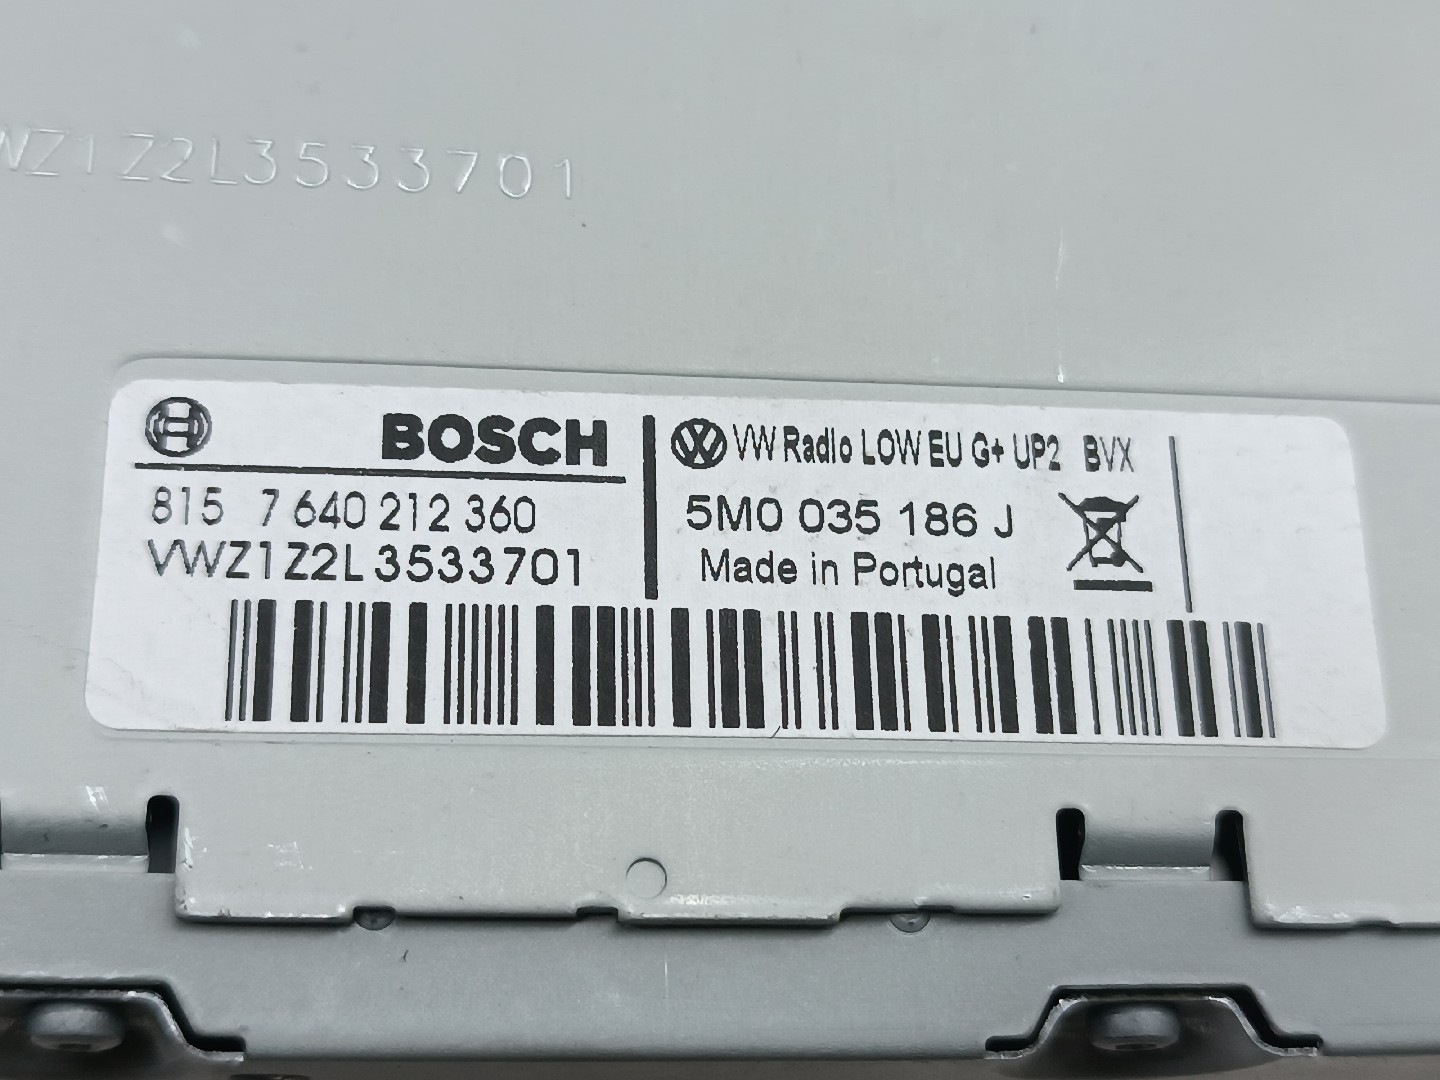 WZ1Z2L3533701
BOSCH
815 7 640 212 360
VWZ1Z2L3533701
VW Radio LOW EU G+ UP2 BVX
5M0 035 186 J
Made in Portugal